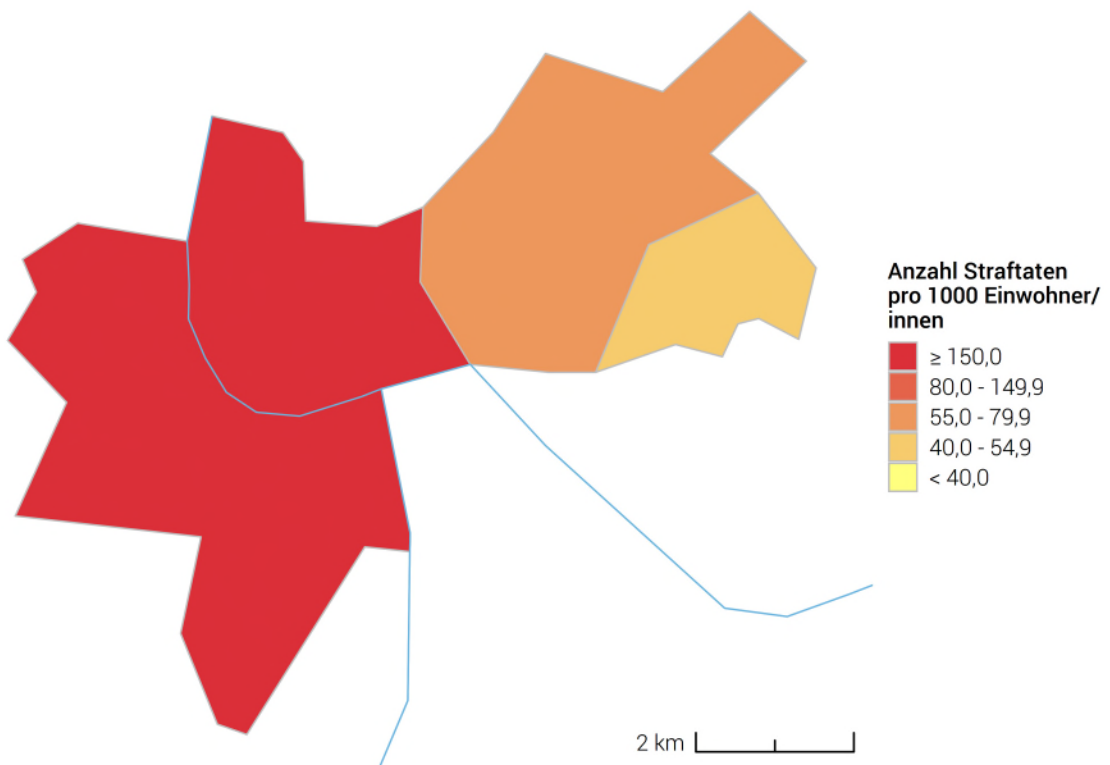 Anzahl Straftaten
pro 1000 Einwohner/
innen
≥ 150,0
80,0 - 149,9
55,0 - 79,9
40,0 - 54,9
< 40,0
2 km